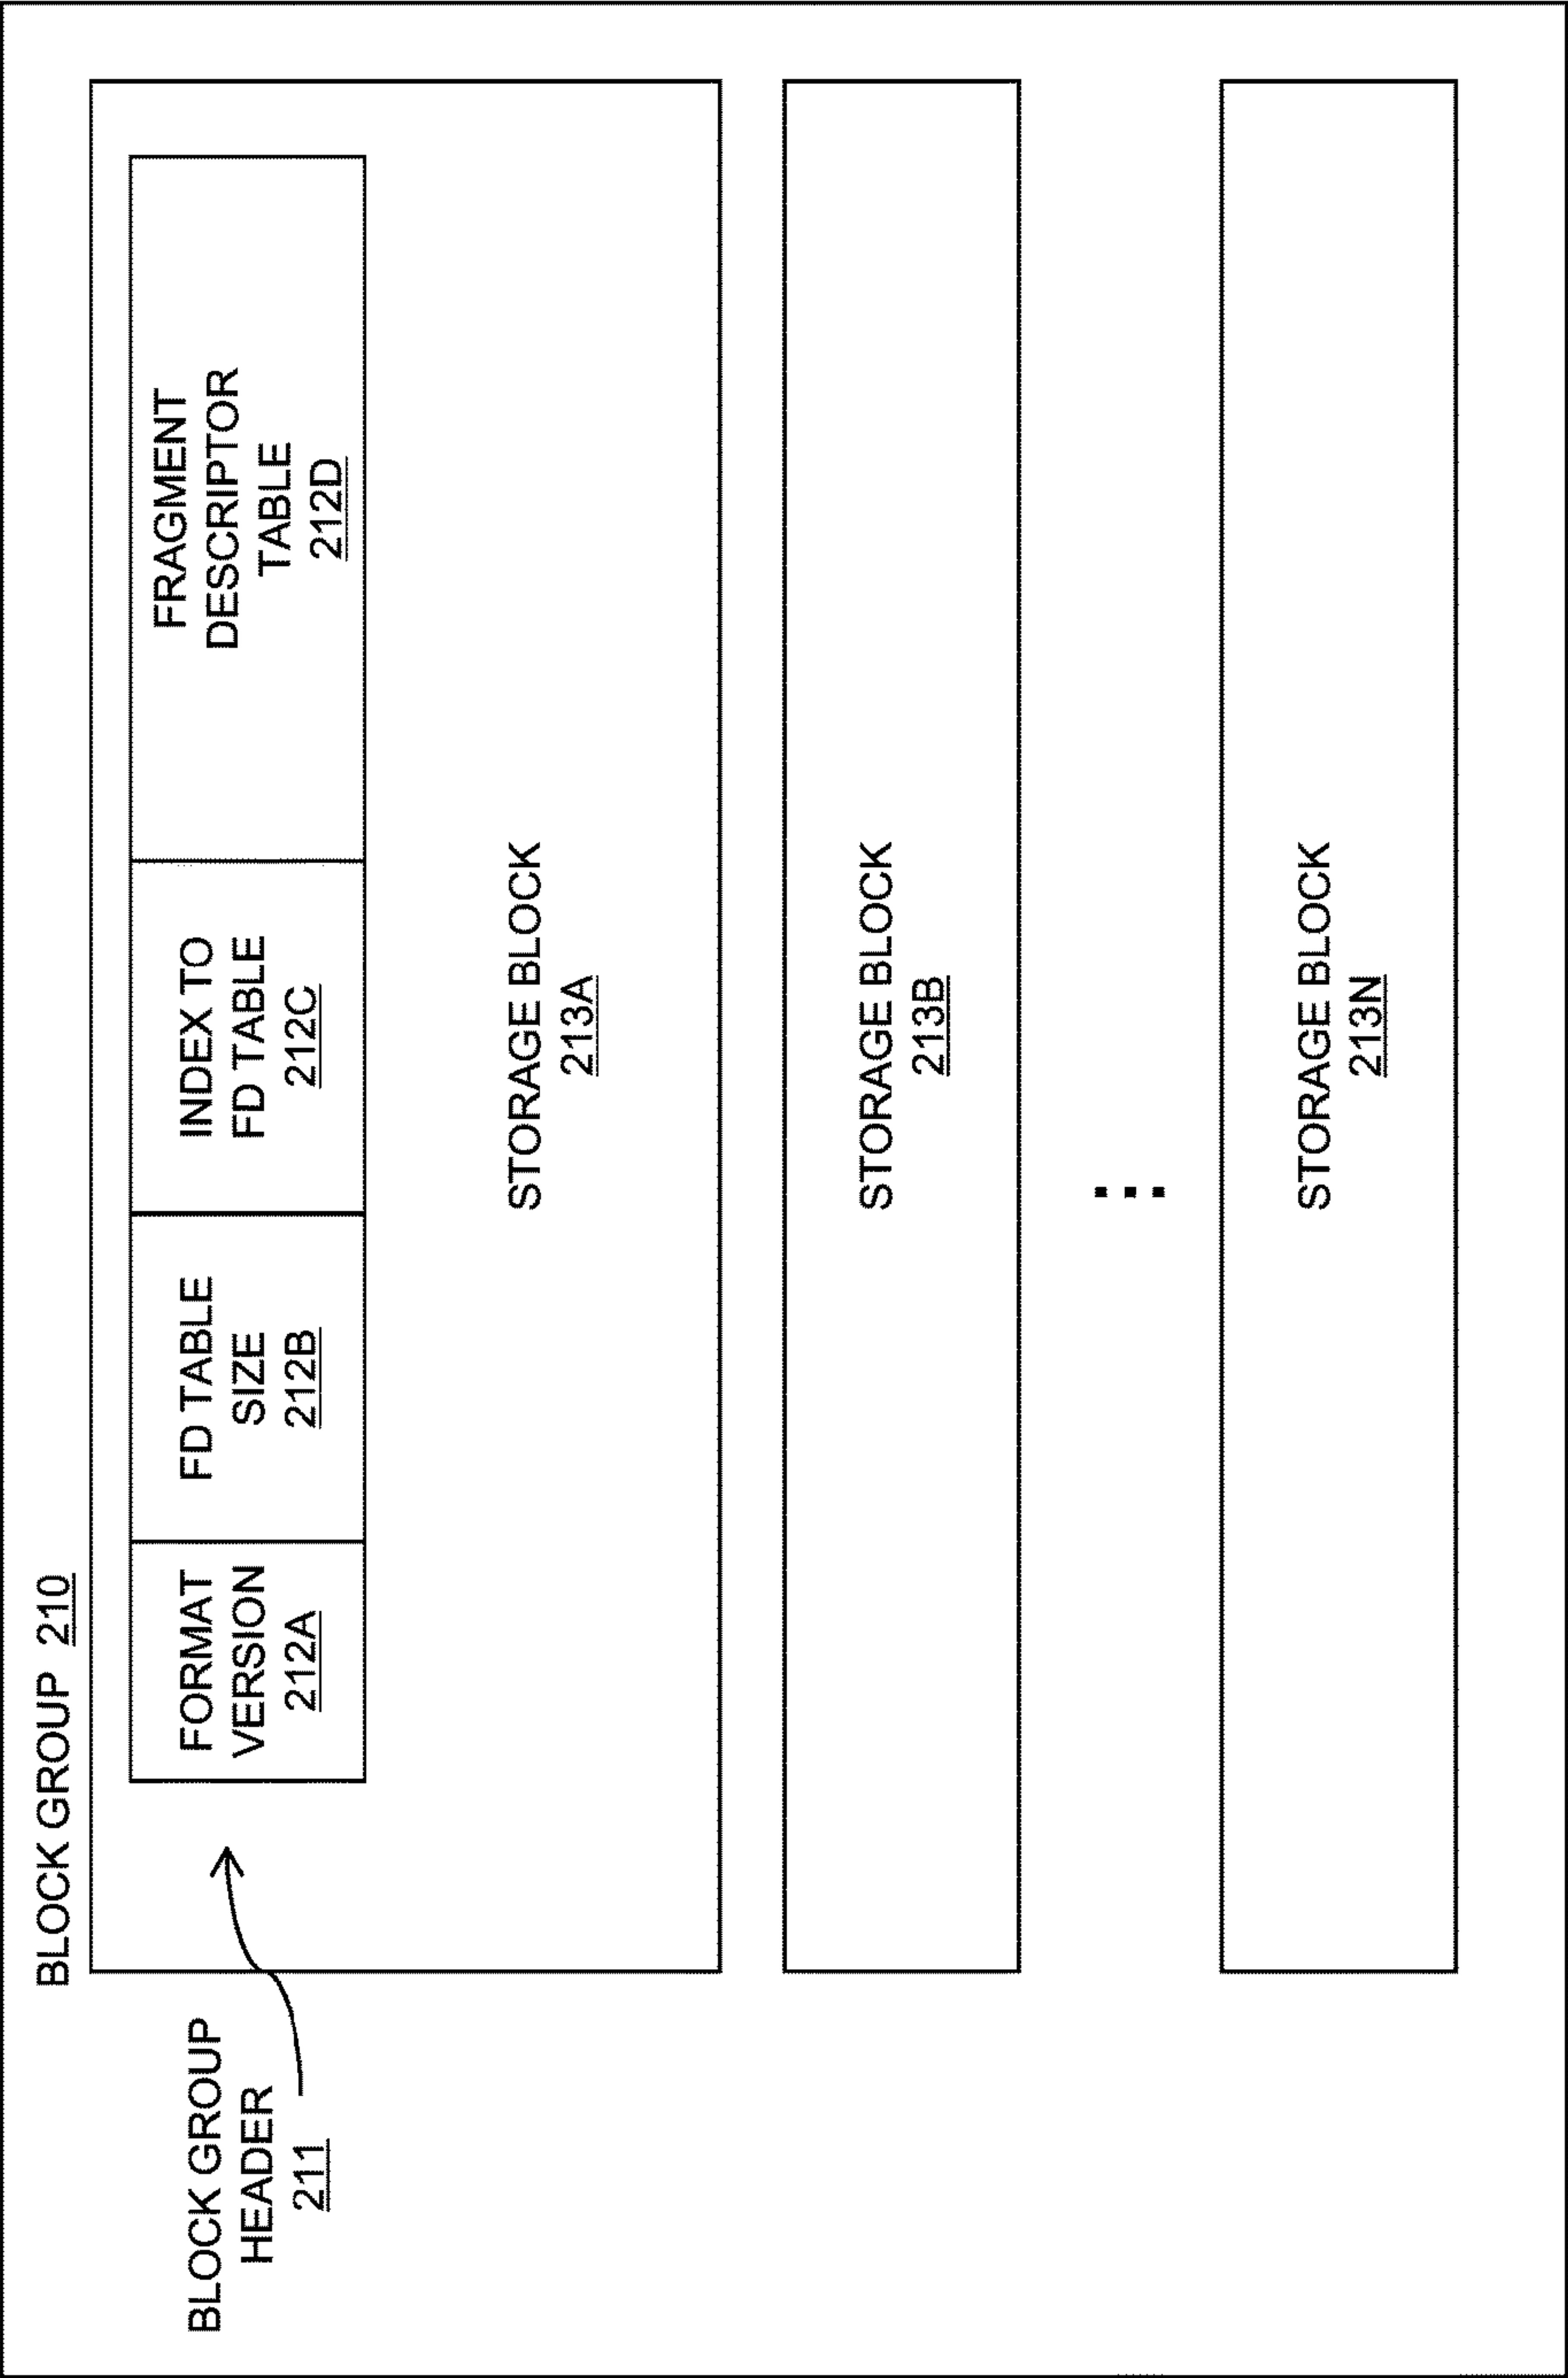 BLOCK GROUP 210
BLOCK GROUP
HEADER
211
FORMAT
VERSION
212A
FD TABLE
SIZE
212B
INDEX TO
FD TABLE
212C
FRAGMENT
DESCRIPTOR
TABLE
212D
STORAGE BLOCK
213A
STORAGE BLOCK
213B
...
STORAGE BLOCK
213N